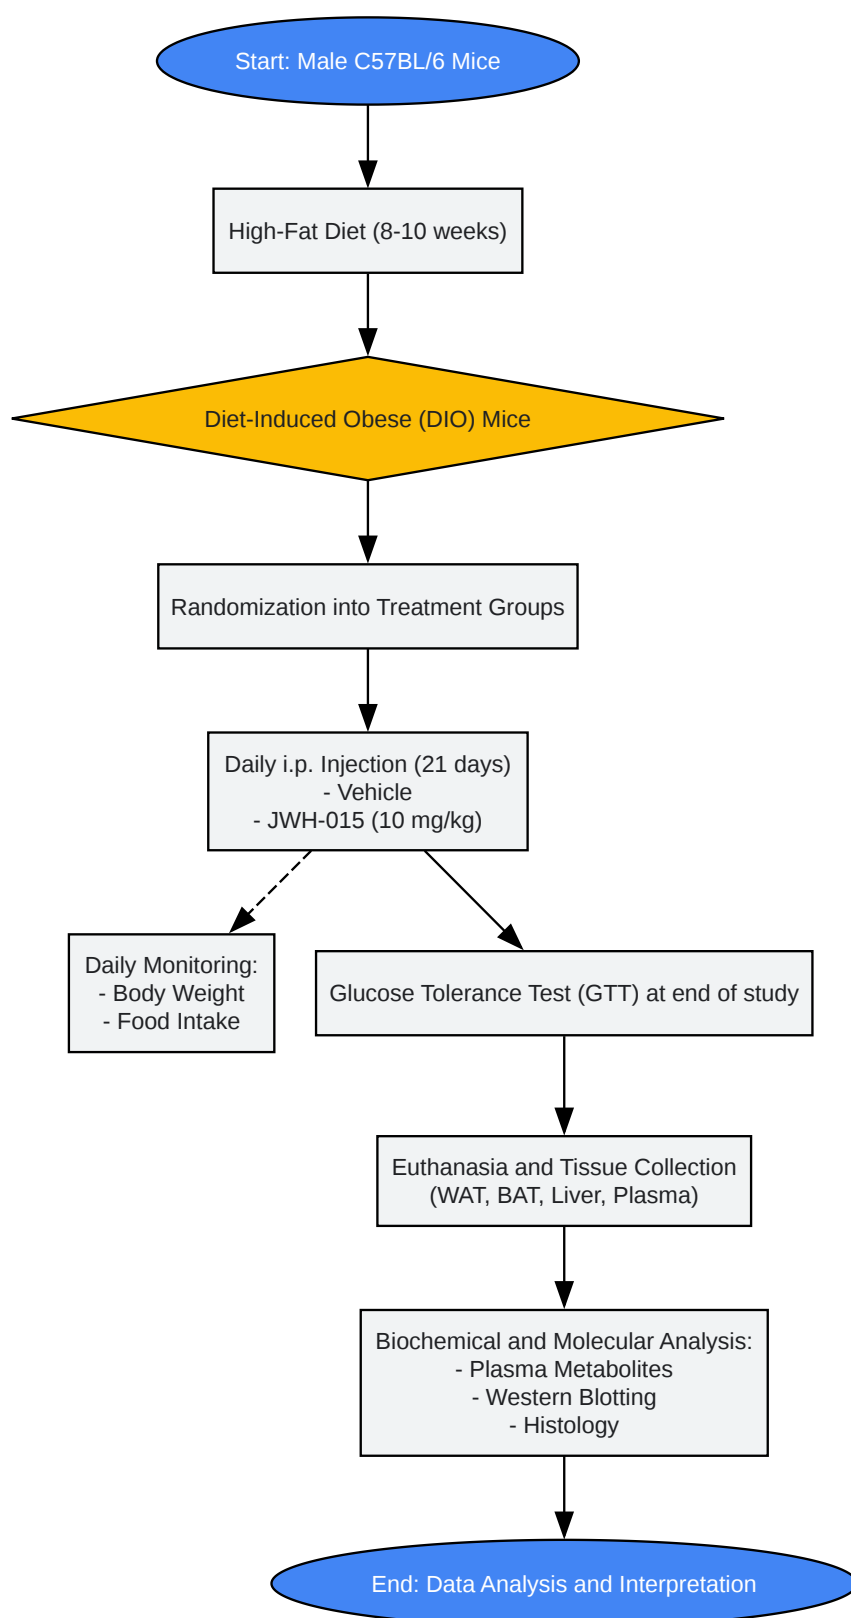 Start: Male C57BL/6 Mice
High-Fat Diet (8-10 weeks)
Diet-Induced Obese (DIO) Mice
Randomization into Treatment Groups
Daily i.p. Injection (21 days)
- Vehicle
- JWH-015 (10 mg/kg)
Daily Monitoring:
- Body Weight
- Food Intake
Glucose Tolerance Test (GTT) at end of study
Euthanasia and Tissue Collection
(WAT, BAT, Liver, Plasma)
Biochemical and Molecular Analysis:
- Plasma Metabolites
- Western Blotting
- Histology
End: Data Analysis and Interpretation